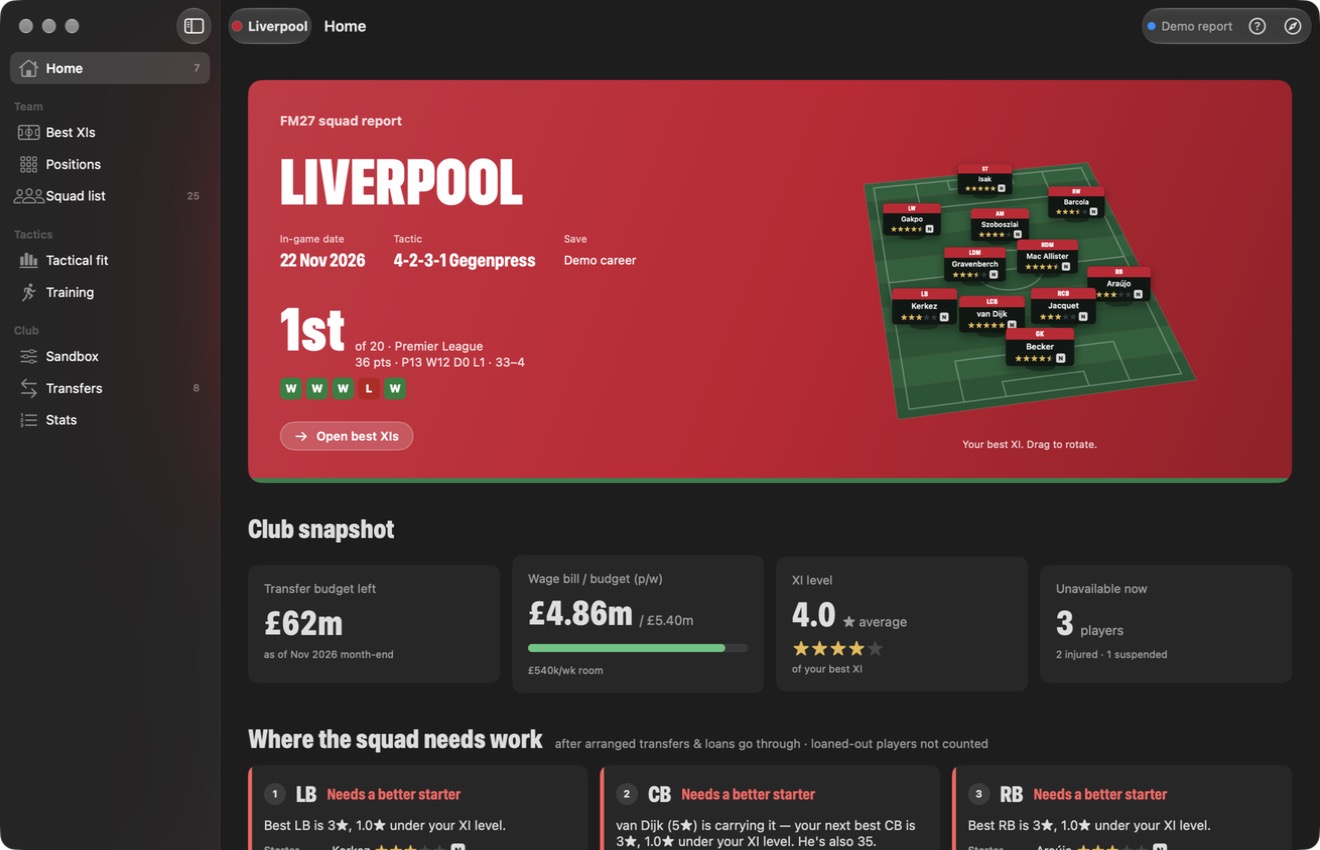 Liverpool
Home
Demo report
Home 7
Team
Best XIs
Positions
Squad list 25
Tactics
Tactical fit
Training
Club
Sandbox
Transfers 8
Stats
FM27 squad report
LIVERPOOL
In-game date Tactic Save
22 Nov 2026 4-2-3-1 Gegenpress Demo career
1st of 20 · Premier League
36 pts · P13 W12 D0 L1 · 33–4
W W W L W
→ Open best XIs
ST
Isak
★★★★★ N
RW
Barcola
★★★★★ N
LW
Gakpo
★★★★★ N
AM
Szoboszlai
★★★★★ N
RDM
Mac Allister
★★★★★ N
LDM
Gravenberch
★★★★★ N
RB
Araújo
★★★★★ N
LB
Kerkez
★★★★★ N
RCB
Jacquet
★★★★★ N
LCB
van Dijk
★★★★★ N
GK
Becker
★★★★★ N
Your best XI. Drag to rotate.
Club snapshot
Transfer budget left
£62m
as of Nov 2026 month-end
Wage bill / budget (p/w)
£4.86m / £5.40m
£540k/wk room
XI level
4.0 ★ average
★★★★★
of your best XI
Unavailable now
3 players
2 injured · 1 suspended
Where the squad needs work after arranged transfers & loans go through · loaned-out players not counted
1 LB Needs a better starter
Best LB is 3★, 1.0★ under your XI level.
Starter Kerkez ★★★★★ N
2 CB Needs a better starter
van Dijk (5★) is carrying it — your next best CB is
3★, 1.0★ under your XI level. He's also 35.
3 RB Needs a better starter
Best RB is 3★, 1.0★ under your XI level.
Starter Araújo ★★★★★ N